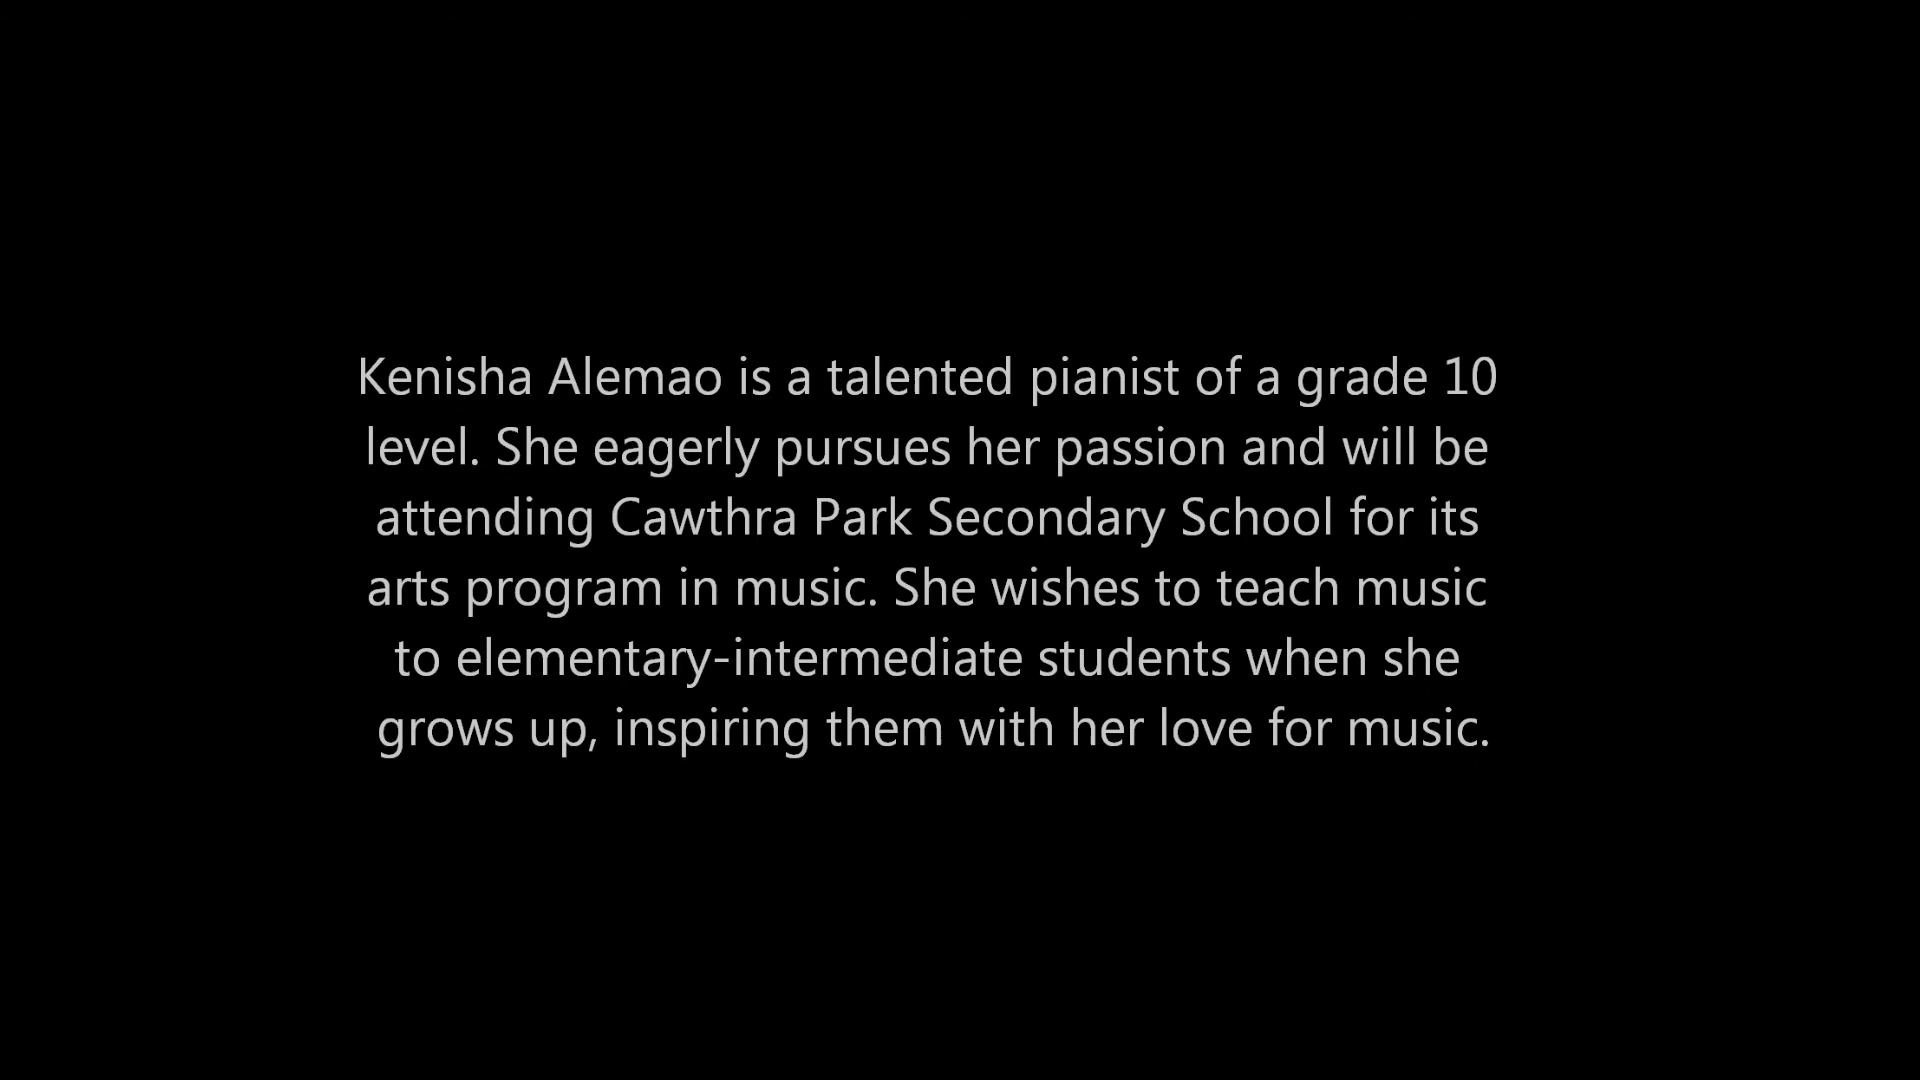 Kenisha Alemao is a talented pianist of a grade 10
level. She eagerly pursues her passion and will be
attending Cawthra Park Secondary School for its
arts program in music. She wishes to teach music
to elementary-intermediate students when she
grows up, inspiring them with her love for music.